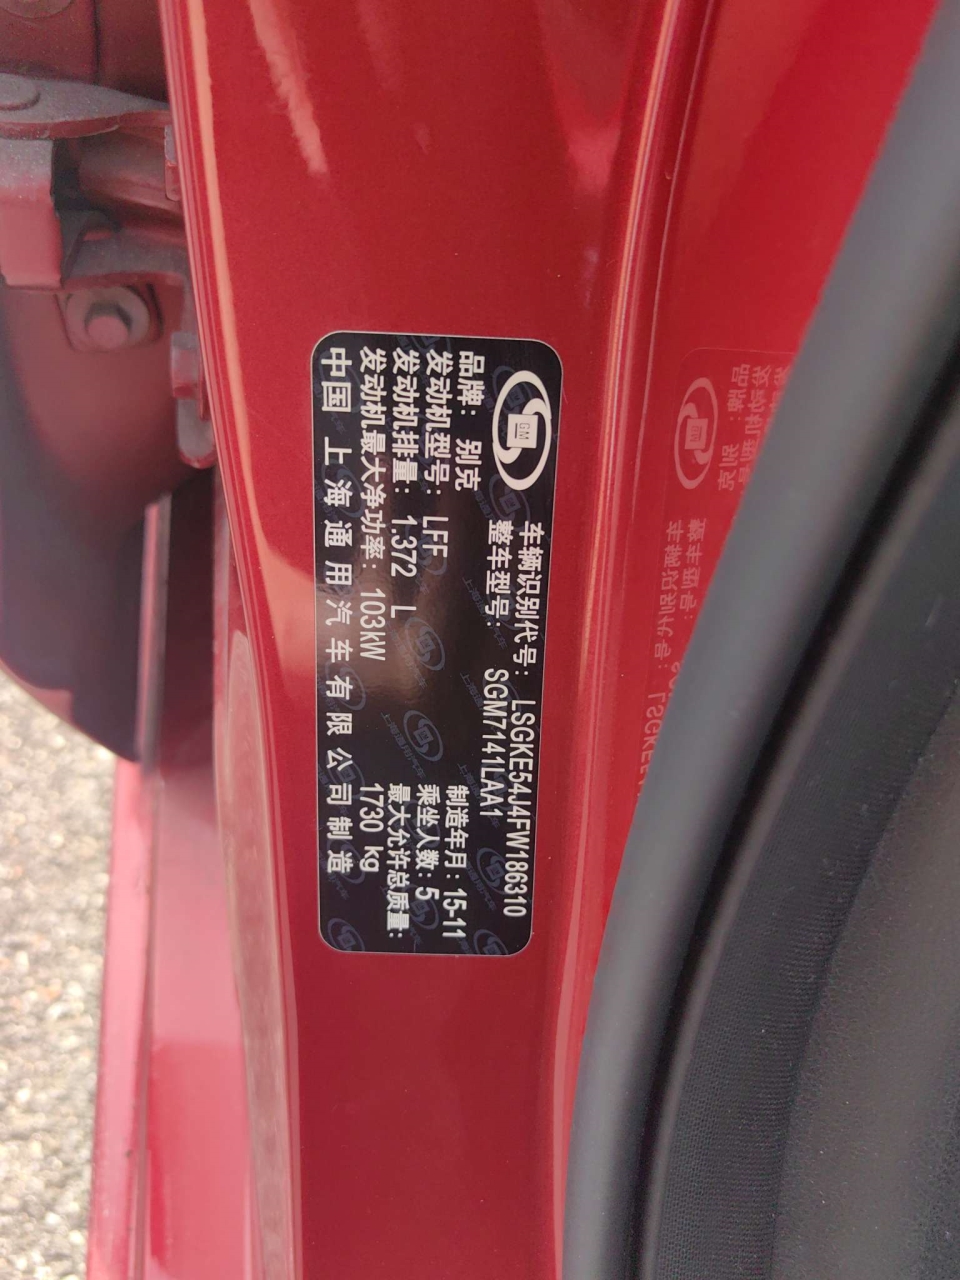 GM
车辆识别代号: LSGKE54J4FW186310
整车型号: SGM7141LAA1
品牌: 别克 制造年月: 15-11
发动机型号: LFF 乘坐人数: 5
发动机排量: 1.372 L 最大允许总质量:
发动机最大净功率: 103kW 1730 kg
中国 上海通用汽车有限公司制造